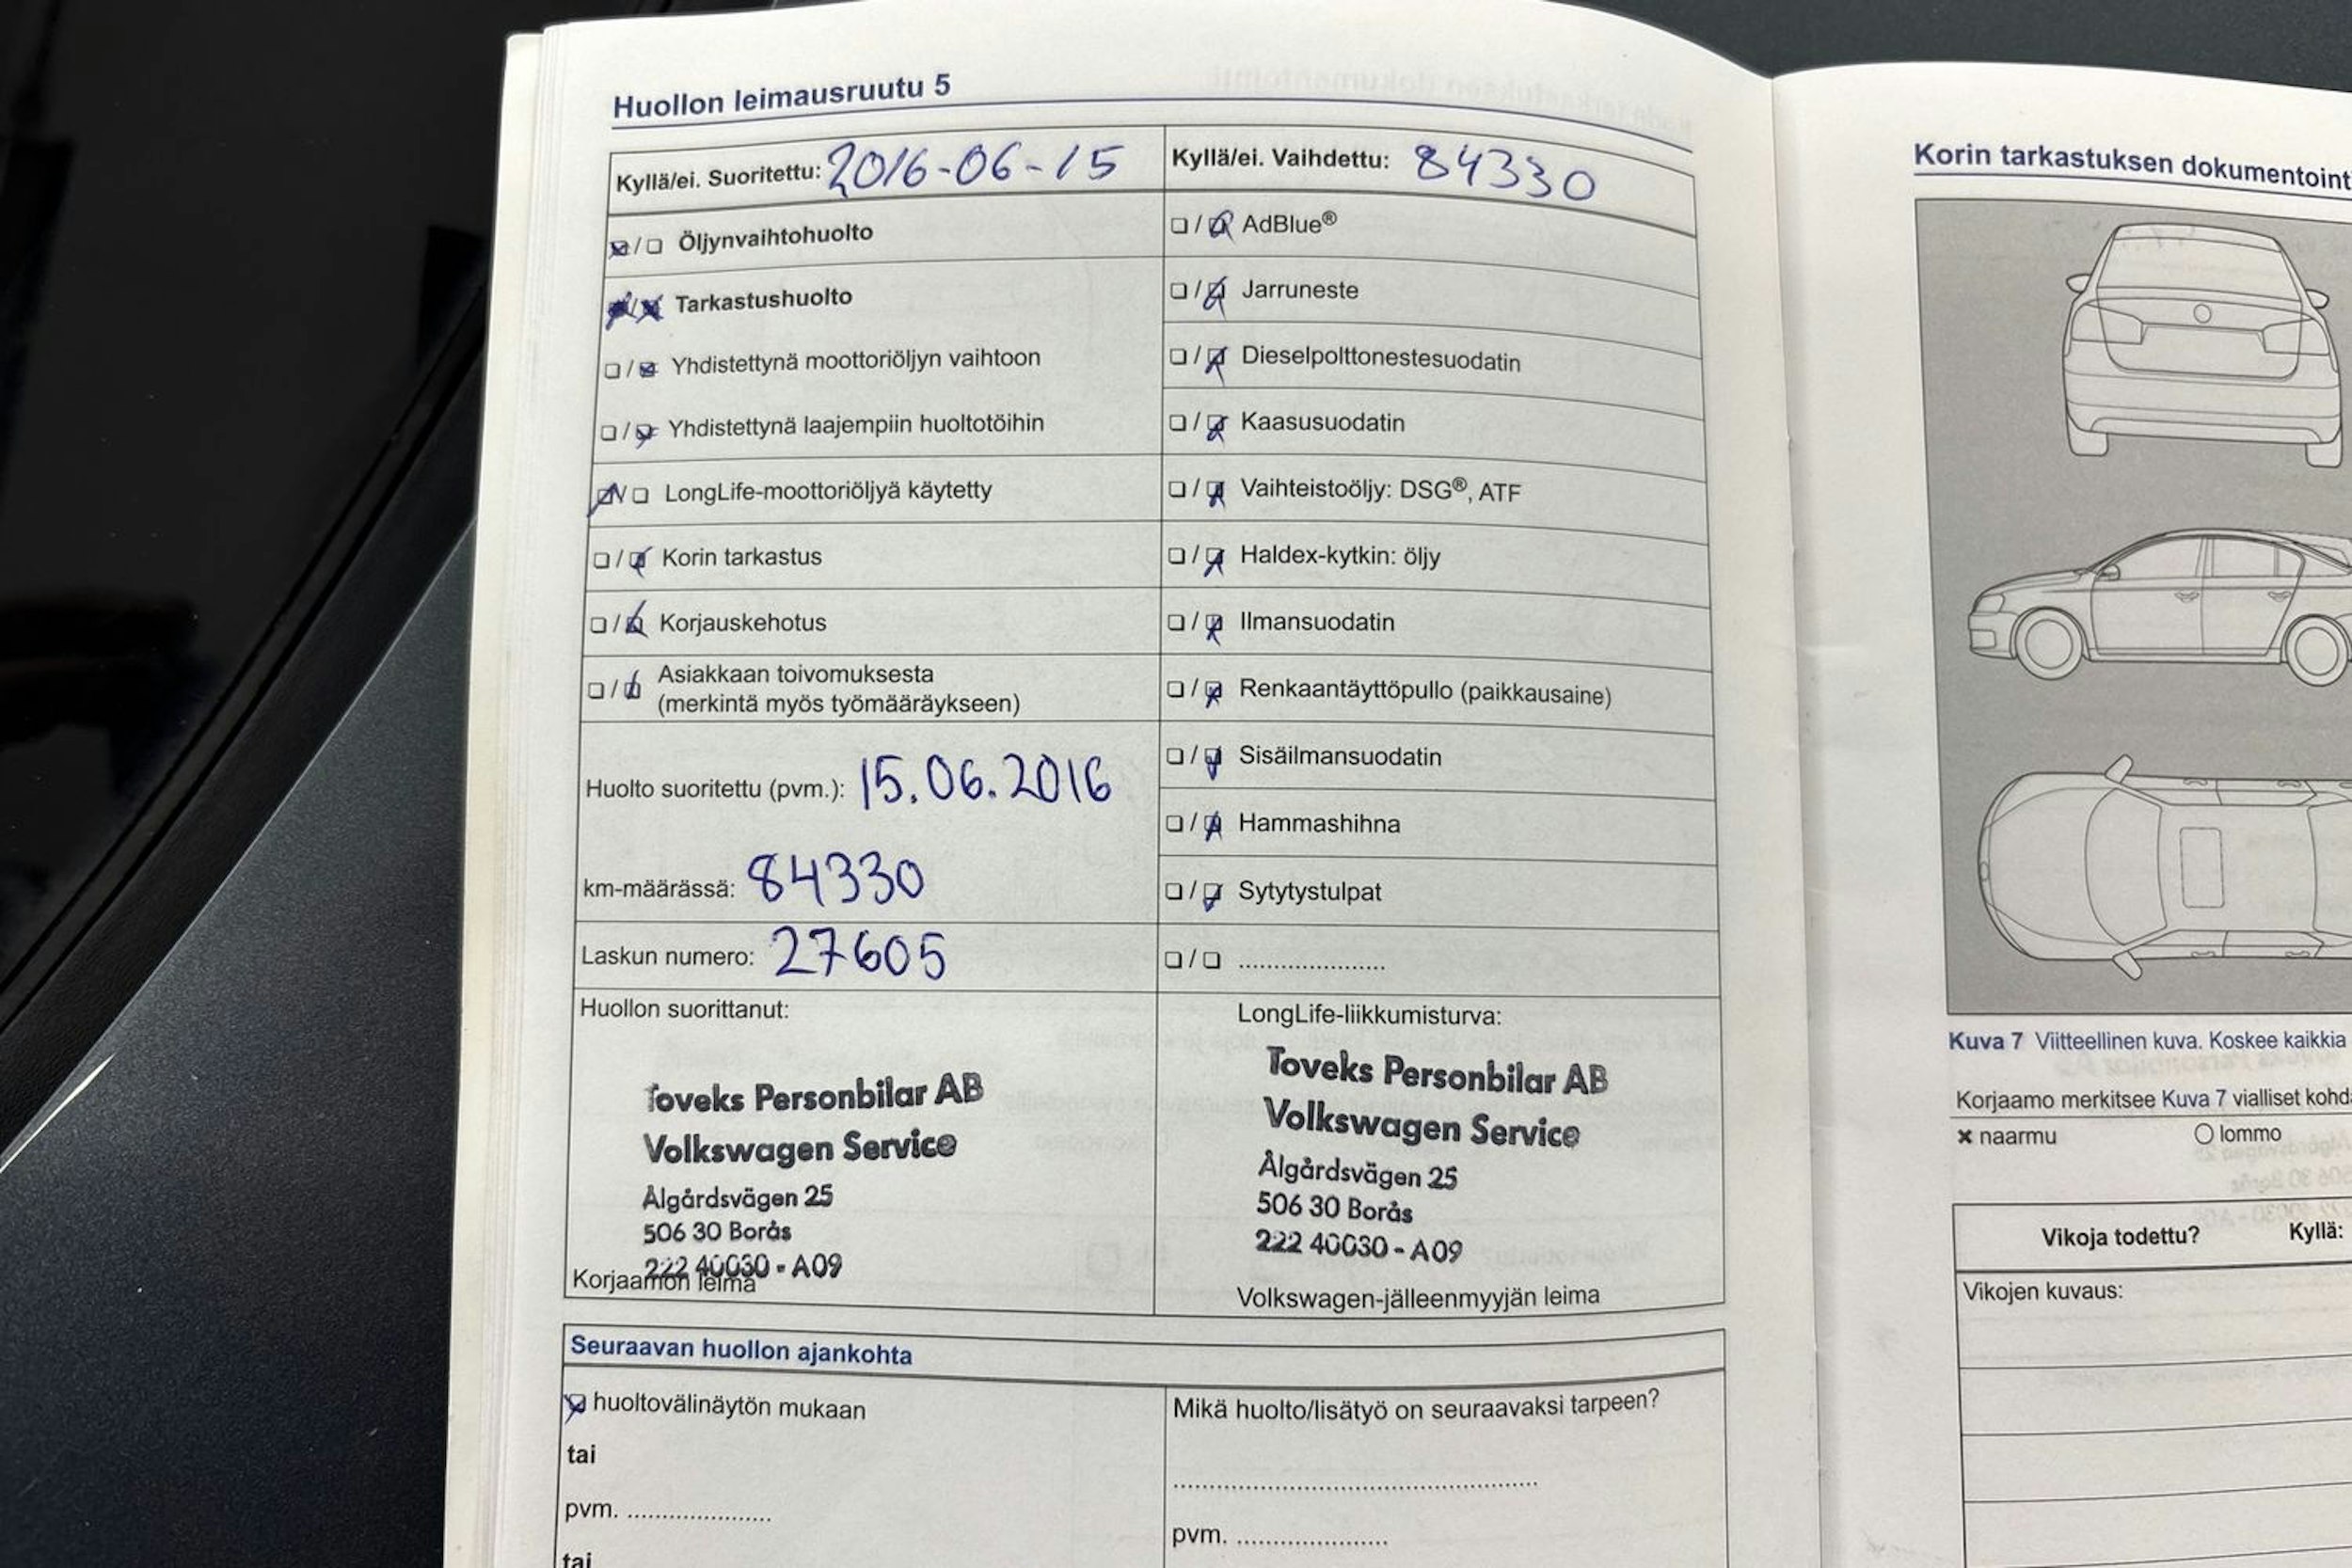 Huollon leimausruutu 5
Kyllä/ei. Suoritettu: 2016-06-15
Öljynvaihtohuolto
Tarkastushuolto
Yhdistettynä moottoriöljyn vaihtoon
Yhdistettynä laajempiin huoltotöihin
LongLife-moottoriöljyä käytetty
Korin tarkastus
Korjauskehotus
Asiakkaan toivomuksesta
(merkintä myös työmääräykseen)
Huolto suoritettu (pvm.): 15.06.2016
km-määrässä: 84330
Laskun numero: 27605
Huollon suorittanut:
Toveks Personbilar AB
Volkswagen Service
Älgårdsvägen 25
506 30 Borås
222 40030 - A09
Korjaamon leima
Kyllä/ei. Vaihdettu: 84330
AdBlue®
Jarruneste
Dieselpolttonestesuodatin
Kaasusuodatin
Vaihteistoöljy: DSG®, ATF
Haldex-kytkin: öljy
Ilmansuodatin
Renkaantäyttöpullo (paikkausaine)
Sisäilmansuodatin
Hammashihna
Sytytystulpat
.....................
LongLife-liikkumisturva:
Toveks Personbilar AB
Volkswagen Service
Älgårdsvägen 25
506 30 Borås
222 40030 - A09
Volkswagen-jälleenmyyjän leima
Seuraavan huollon ajankohta
huoltovälinäytön mukaan
tai
pvm. .....................
tai
Mikä huolto/lisätyö on seuraavaksi tarpeen?
.....................................................
pvm. ......................
Korin tarkastuksen dokumentoint
Kuva 7 Viitteellinen kuva. Koskee kaikkia
Korjaamo merkitsee Kuva 7 vialliset kohd
× naarmu ○ lommo
Vikoja todettu? Kyllä:
Vikojen kuvaus: